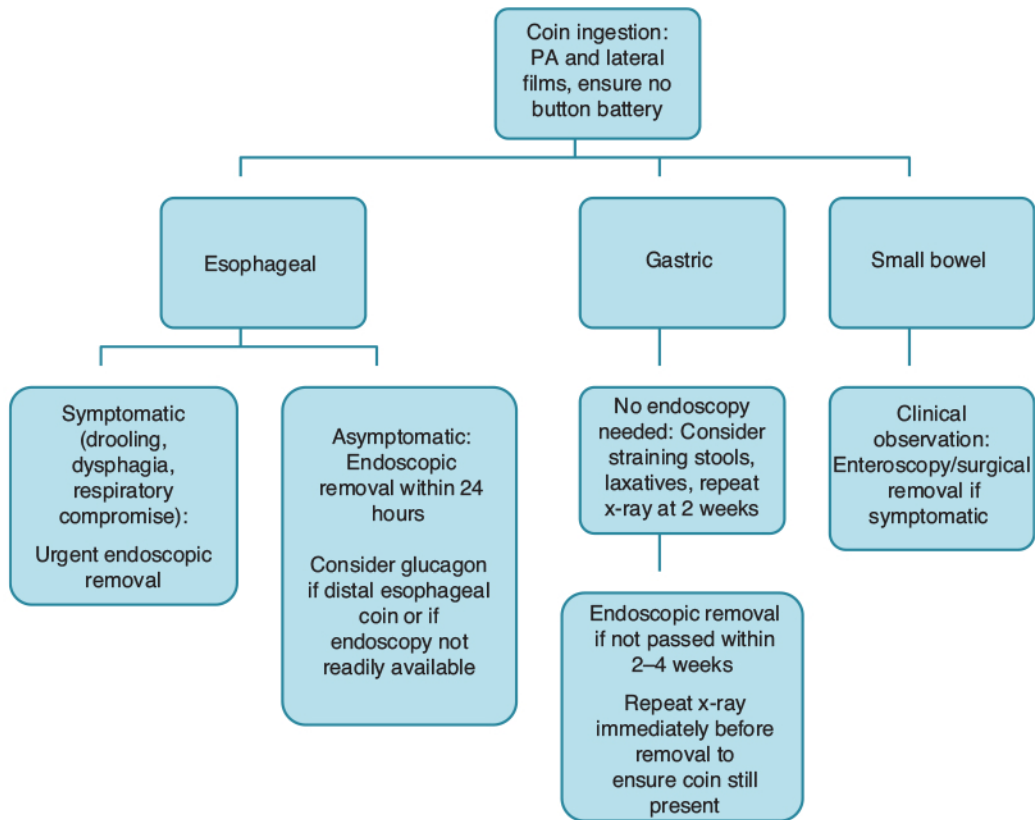 Coin ingestion:
PA and lateral
films, ensure no
button battery
Esophageal
Gastric
Small bowel
Symptomatic
(drooling,
dysphagia,
respiratory
compromise):
Urgent endoscopic
removal
Asymptomatic:
Endoscopic
removal within 24
hours
Consider glucagon
if distal esophageal
coin or if
endoscopy not
readily available
No endoscopy
needed: Consider
straining stools,
laxatives, repeat
x-ray at 2 weeks
Clinical
observation:
Enteroscopy/surgical
removal if
symptomatic
Endoscopic removal
if not passed within
2–4 weeks
Repeat x-ray
immediately before
removal to
ensure coin still
present